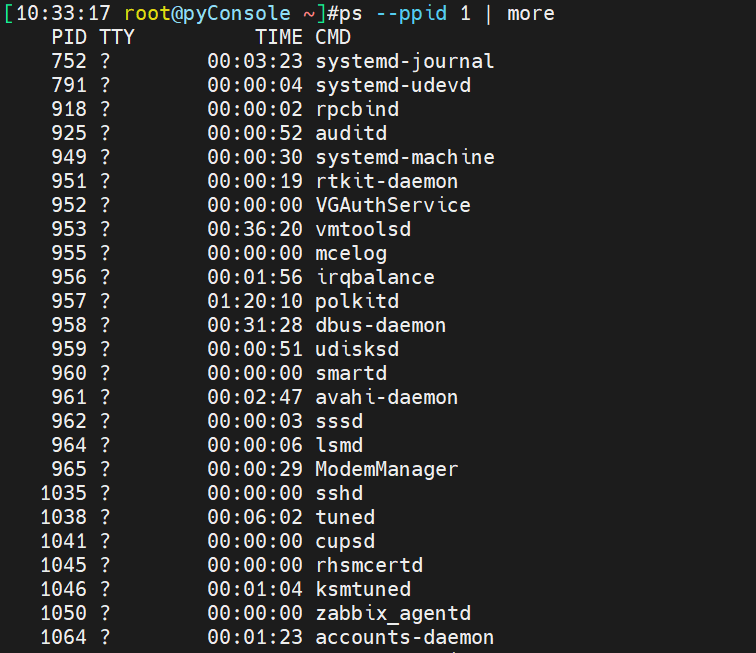 [10:33:17 root@pyConsole ~]#ps --ppid 1 | more
PID TTY TIME CMD
752 ? 00:03:23 systemd-journal
791 ? 00:00:04 systemd-udevd
918 ? 00:00:02 rpcbind
925 ? 00:00:52 auditd
949 ? 00:00:30 systemd-machine
951 ? 00:00:19 rtkit-daemon
952 ? 00:00:00 VGAuthService
953 ? 00:36:20 vmtoolsd
955 ? 00:00:00 mcelog
956 ? 00:01:56 irqbalance
957 ? 01:20:10 polkitd
958 ? 00:31:28 dbus-daemon
959 ? 00:00:51 udisksd
960 ? 00:00:00 smartd
961 ? 00:02:47 avahi-daemon
962 ? 00:00:03 sssd
964 ? 00:00:06 lsmd
965 ? 00:00:29 ModemManager
1035 ? 00:00:00 sshd
1038 ? 00:06:02 tuned
1041 ? 00:00:00 cupsd
1045 ? 00:00:00 rhsmcertd
1046 ? 00:01:04 ksmtuned
1050 ? 00:00:00 zabbix_agentd
1064 ? 00:01:23 accounts-daemon